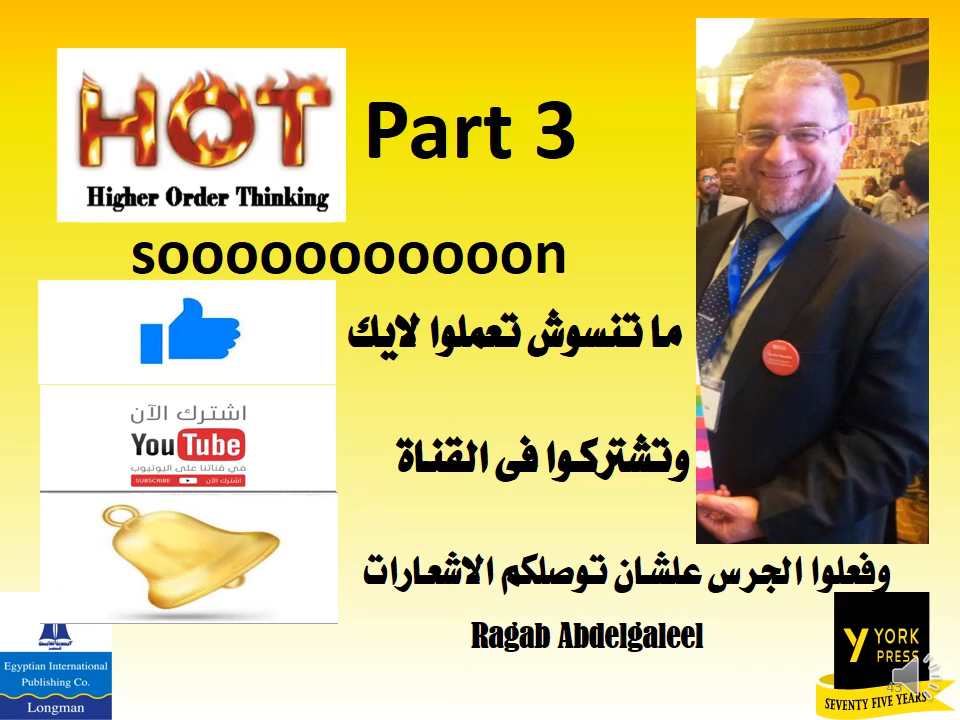 HOT
Higher Order Thinking
Part 3
sooooooooooon
ما تنسوش تعملوا لايك
اشترك الآن
YouTube
في قناتنا على اليوتيوب
SUBSCRIBE
اشترك الآن
وتشتركوا فى القناة
وفعلوا الجرس علشان توصلكم الاشعارات
Ragab Abdelgaleel
Egyptian International
Publishing Co.
Longman
YORK
PRESS
SEVENTY FIVE YEARS
43